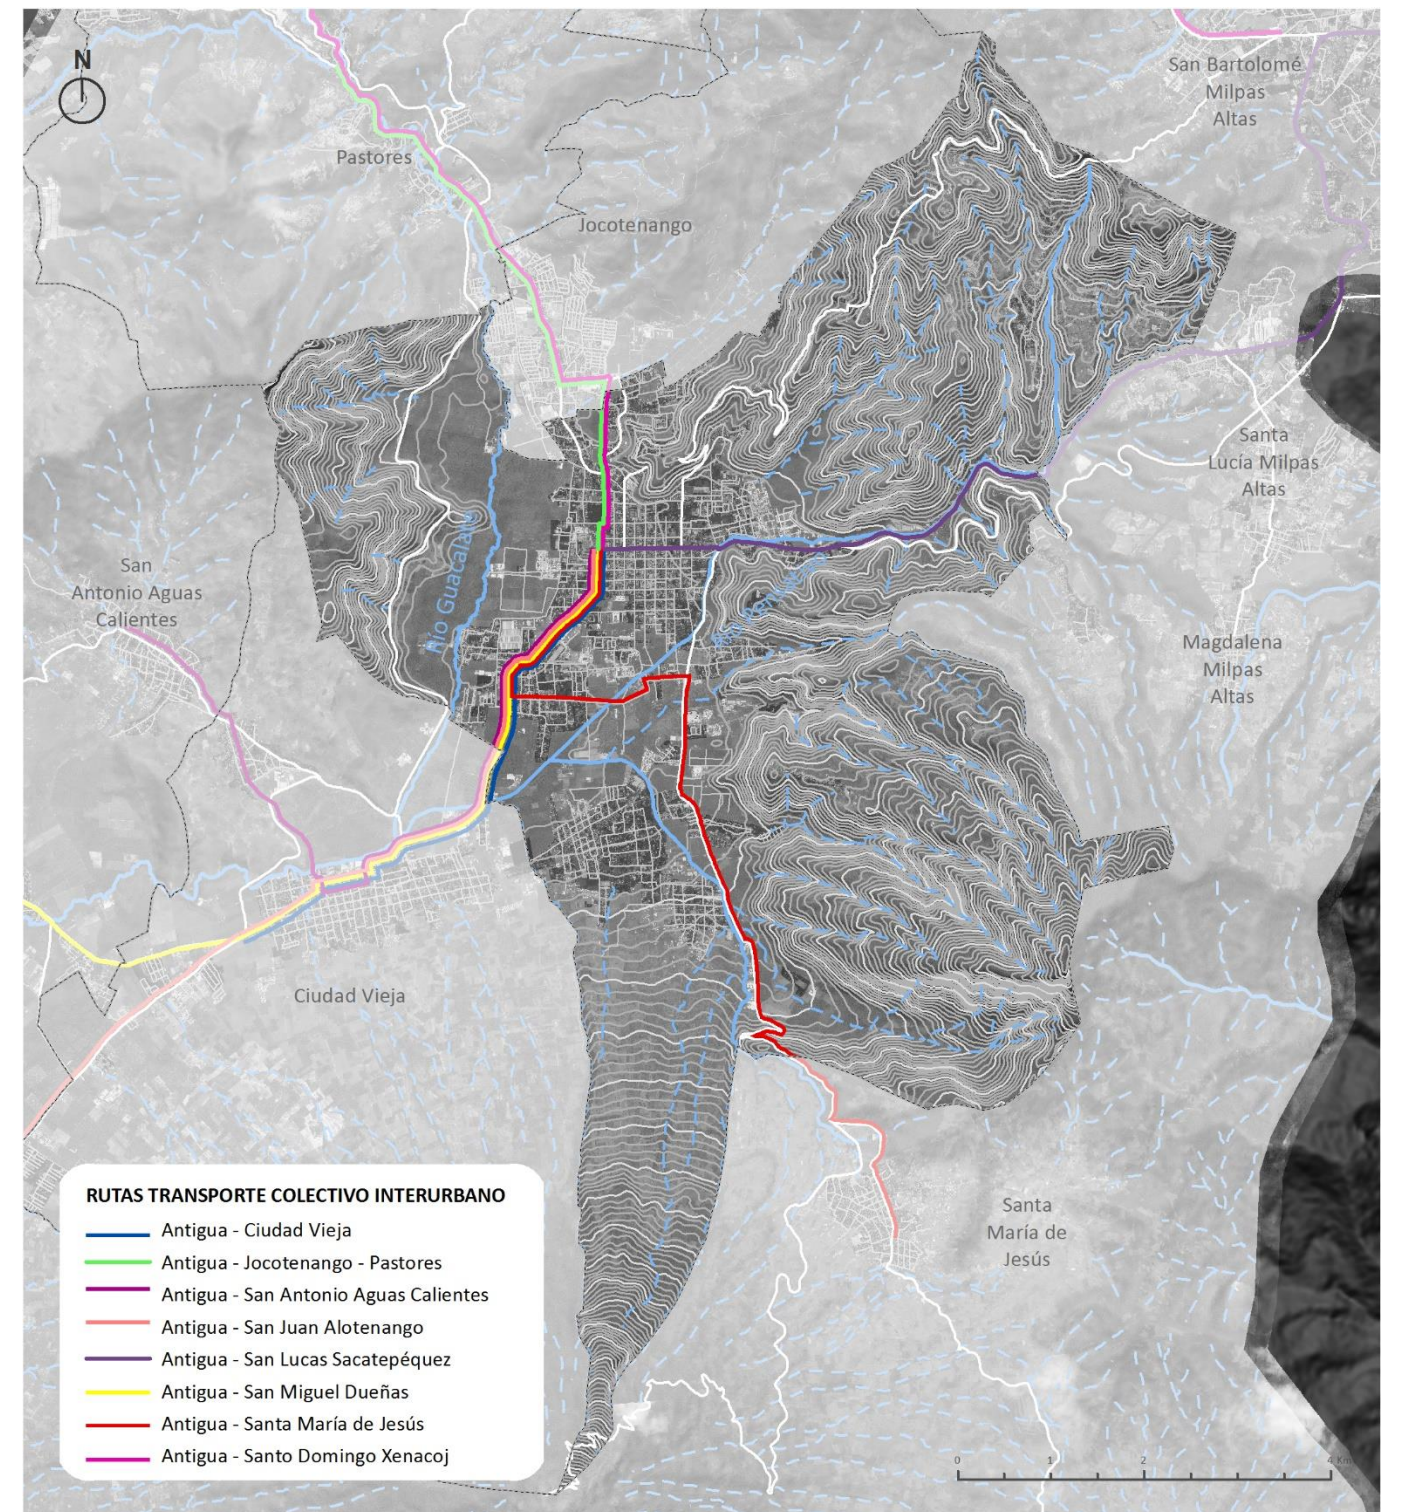 N
San Bartolomé
Milpas
Altas
Pastores
Jocotenango
Santa
Lucía Milpas
Altas
San
Antonio Aguas
Calientes
Río Guacalate
Magdalena
Milpas
Altas
Ciudad Vieja
Santa
María de
Jesús
RUTAS TRANSPORTE COLECTIVO INTERURBANO
Antigua - Ciudad Vieja
Antigua - Jocotenango - Pastores
Antigua - San Antonio Aguas Calientes
Antigua - San Juan Alotenango
Antigua - San Lucas Sacatepéquez
Antigua - San Miguel Dueñas
Antigua - Santa María de Jesús
Antigua - Santo Domingo Xenacoj
0 1 2 4 Km